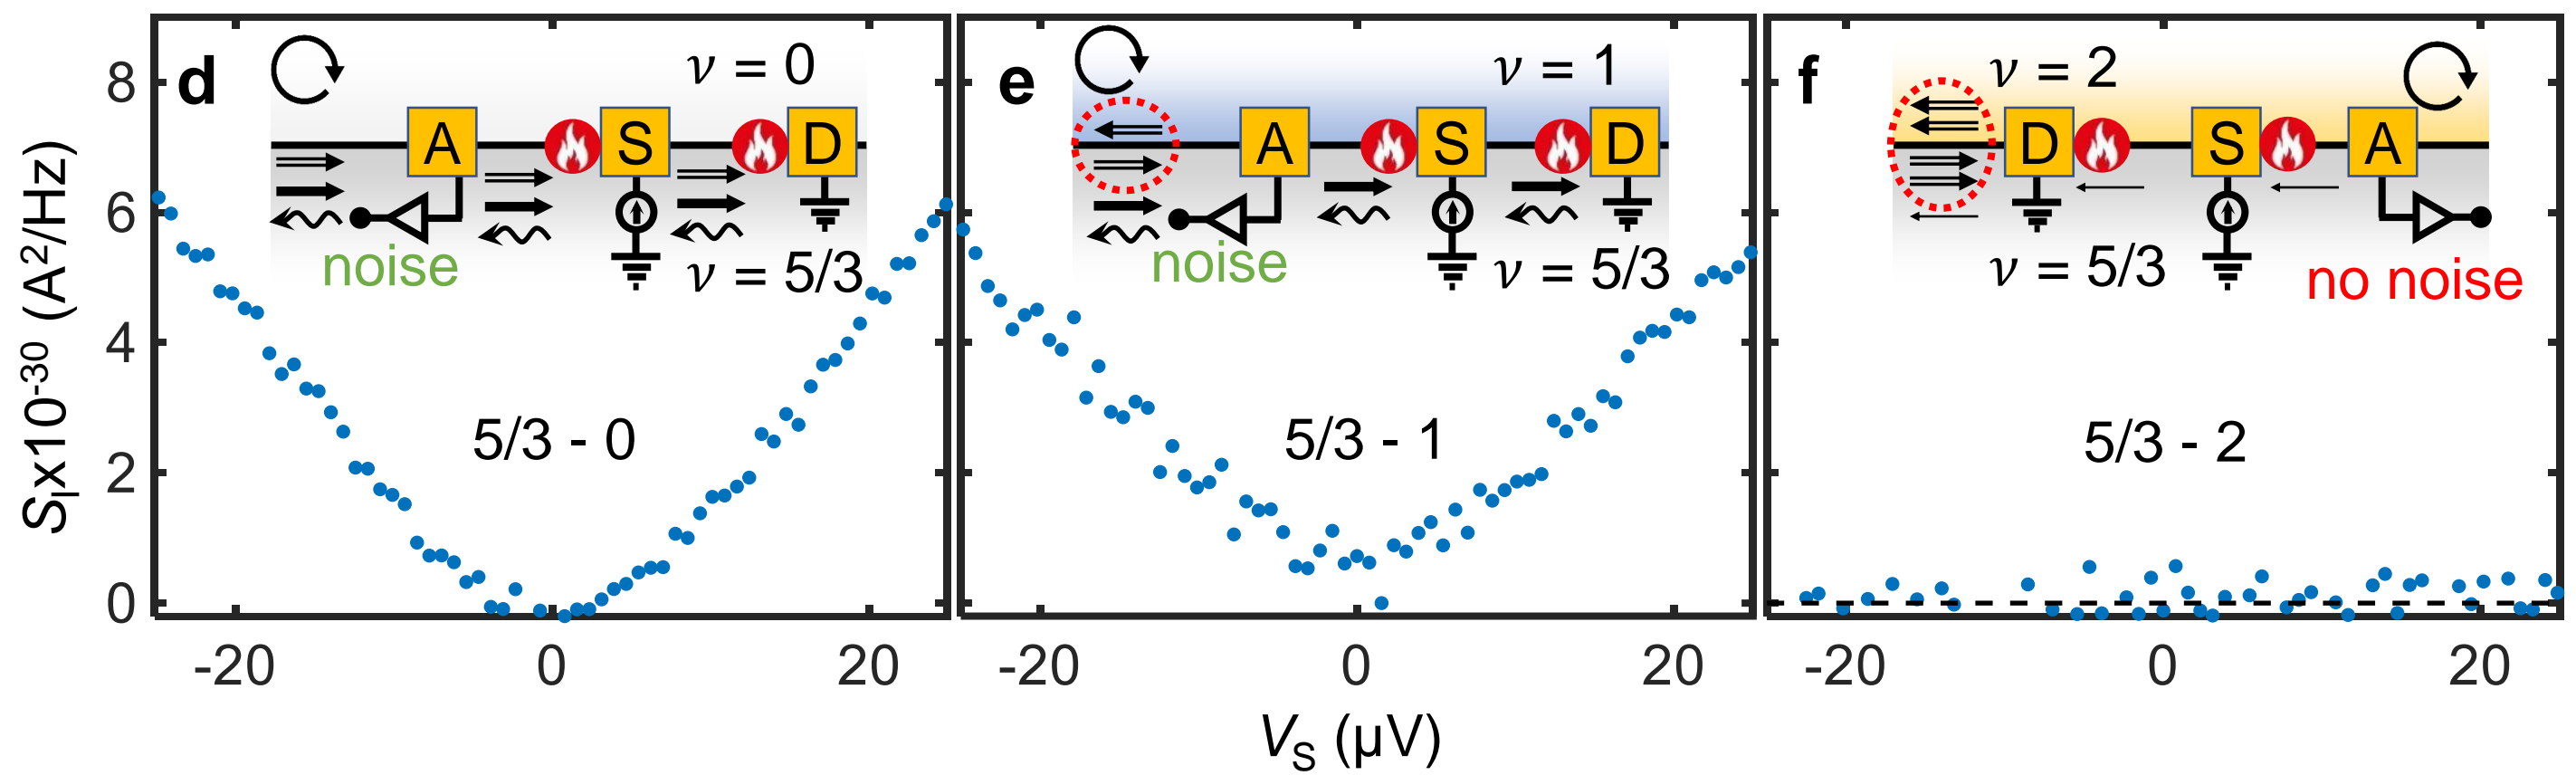 d
ν = 0
A
S
D
noise
ν = 5/3
5/3 - 0
e
ν = 1
A
S
D
noise
ν = 5/3
5/3 - 1
f
ν = 2
D
S
A
ν = 5/3
no noise
5/3 - 2
S_I x10^-30 (A^2/Hz)
8
6
4
2
0
-20 0 20
-20 0 20
-20 0 20
V_S (μV)